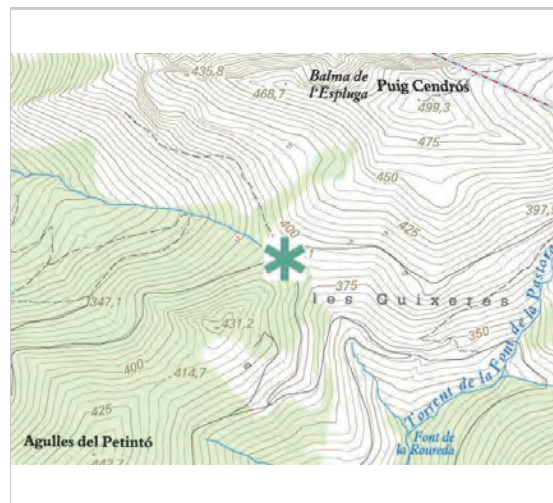 435,8
Balma de
l'Espluga
Puig Cendrós
468,7
499,3
475
450
400
425
397,
1
375
les Guixeres
347,1
431,2
350
400
414,7
425
Torrent de la Font de la Pastora
Agulles del Petintó
Font de
la Roureda
442,7